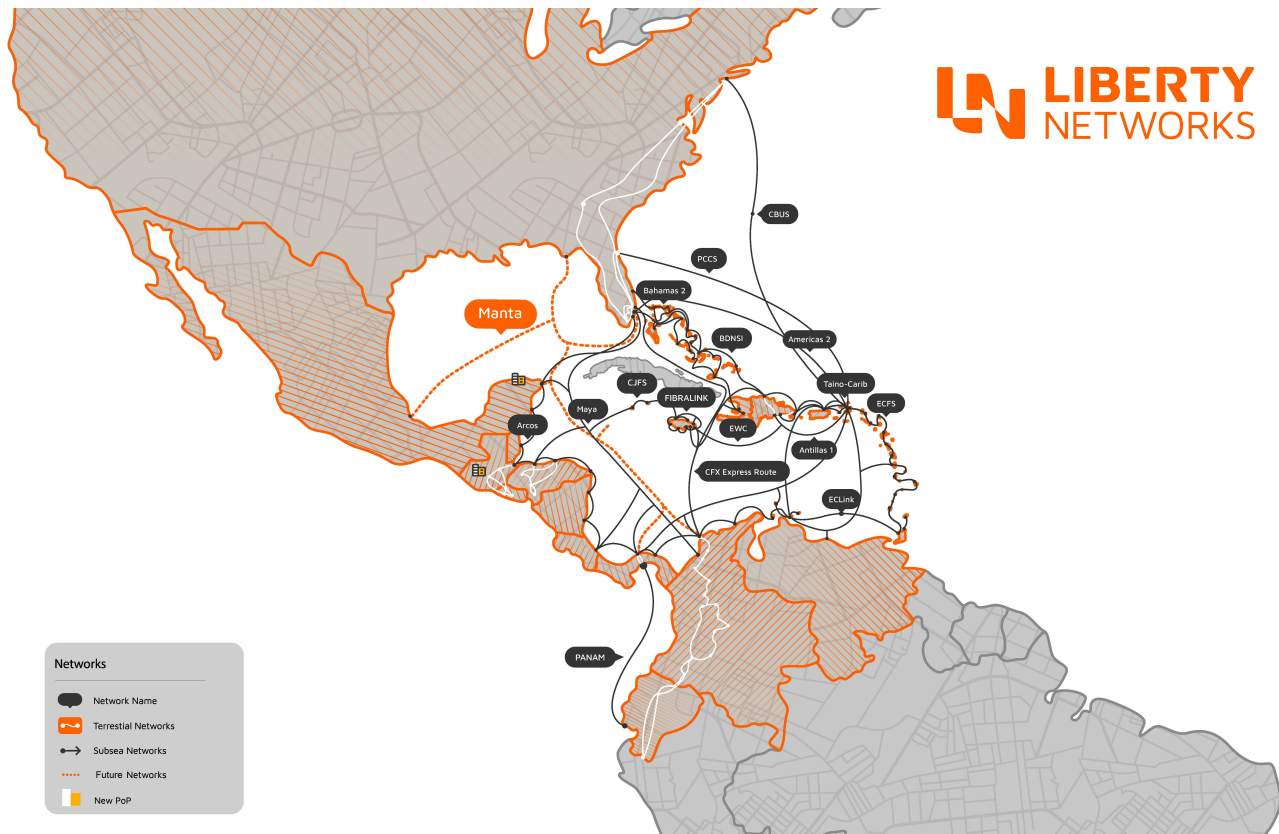 LIBERTY
NETWORKS
CBUS
PCCS
Bahamas 2
Manta
BDNSI
Americas 2
CJFS
Taino-Carib
FIBRALINK
ECFS
Maya
Arcos
EWC
Antillas 1
CFX Express Route
ECLink
PANAM
Networks
Network Name
Terrestial Networks
Subsea Networks
Future Networks
New PoP